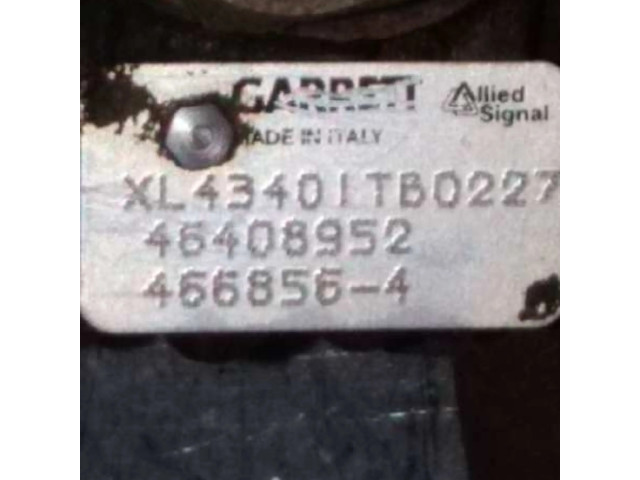 GARRETT
Allied
Signal
MADE IN ITALY
XL43401TB0227
46408952
466856-4